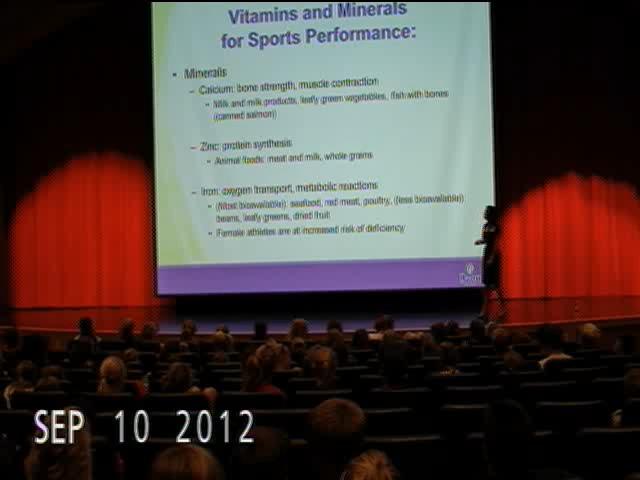 Vitamins and Minerals
for Sports Performance:
• Minerals
– Calcium: bone strength, muscle contraction
• Milk and milk products, leafy green vegetables, fish with bones
(canned salmon)
– Zinc: protein synthesis
• Animal foods: meat and milk, whole grains
– Iron: oxygen transport, metabolic reactions
• (Most bioavailable): seafood, red meat, poultry, (less bioavailable):
beans, leafy greens, dried fruit
• Female athletes are at increased risk of deficiency
SEP 10 2012